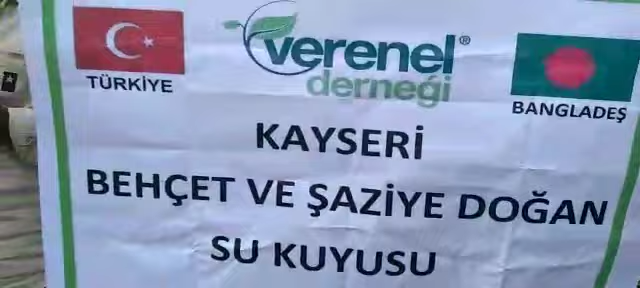 verenel®
derneği
TÜRKİYE
BANGLADEŞ
KAYSERİ
BEHÇET VE ŞAZİYE DOĞAN
SU KUYUSU